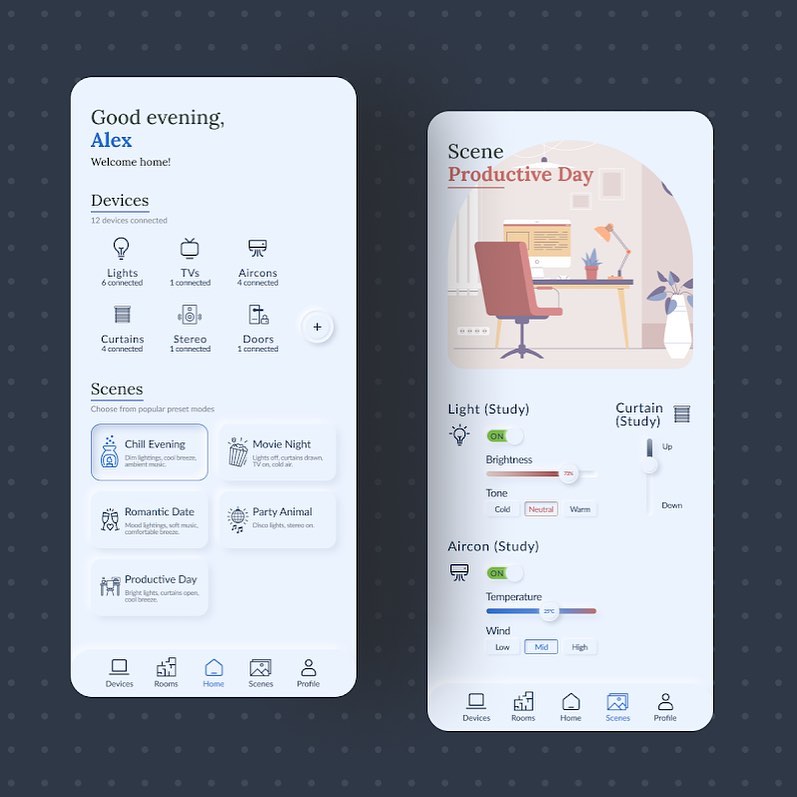 Good evening,
Alex
Welcome home!
Devices
12 devices connected
Lights
6 connected
TVs
1 connected
Aircons
4 connected
Curtains
4 connected
Stereo
1 connected
Doors
1 connected
+
Scenes
Choose from popular preset modes
Chill Evening
Dim lightings, cool breeze,
ambient music.
Movie Night
Lights off, curtains drawn,
TV on, cold air.
Romantic Date
Mood lightings, soft music,
comfortable breeze.
Party Animal
Disco lights, stereo on.
Productive Day
Bright lights, curtains open,
cool breeze.
Devices
Rooms
Home
Scenes
Profile
Scene
Productive Day
Light (Study)
ON
Brightness
73%
Tone
Cold
Neutral
Warm
Curtain
(Study)
Up
Down
Aircon (Study)
ON
Temperature
25°C
Wind
Low
Mid
High
Devices
Rooms
Home
Scenes
Profile